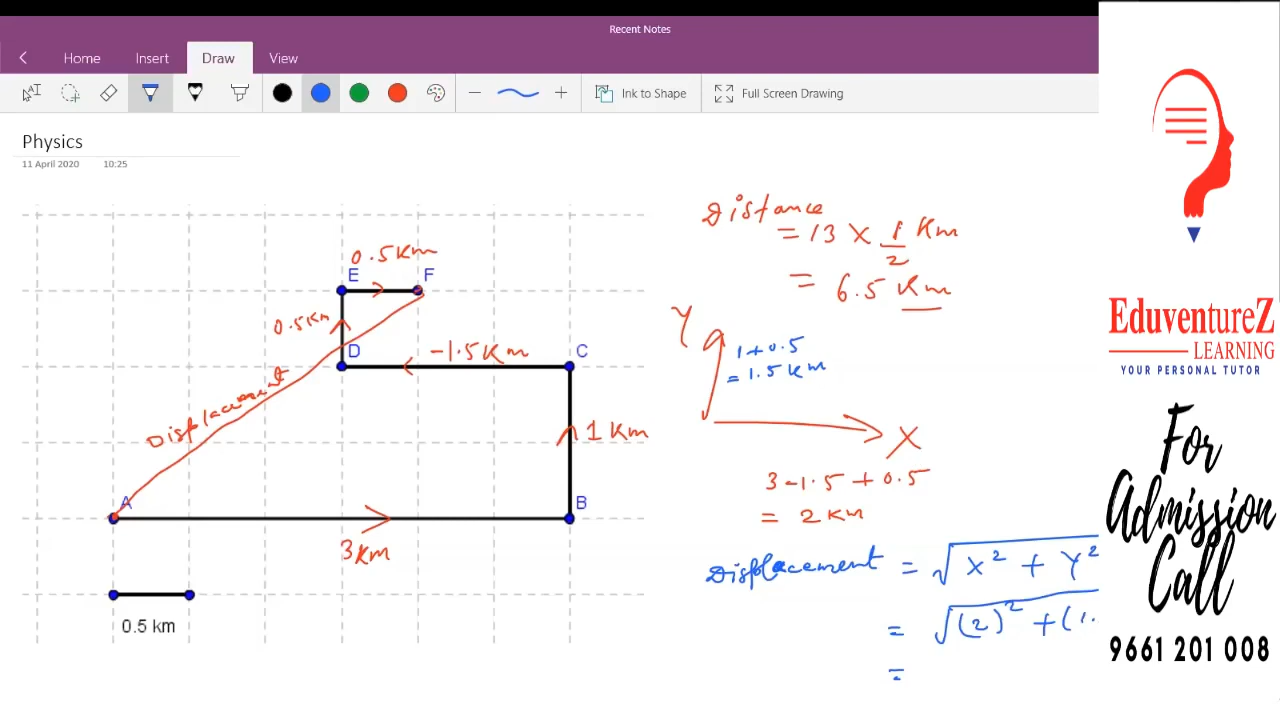 Recent Notes
Home Insert Draw View
Ink to Shape Full Screen Drawing
Physics
11 April 2020 10:25
0.5 Km
E F
0.5 Km
D -1.5 Km C
Displacement
1 Km
A B
3 Km
0.5 km
Distance
= 13 × 1/2 Km
= 6.5 Km
Y
1 + 0.5
= 1.5 Km
X
3 - 1.5 + 0.5
= 2 Km
Displacement = √X² + Y²
= √(2)² + (1.
=
EduventureZ
LEARNING
YOUR PERSONAL TUTOR
For
Admission
Call
9661 201 008